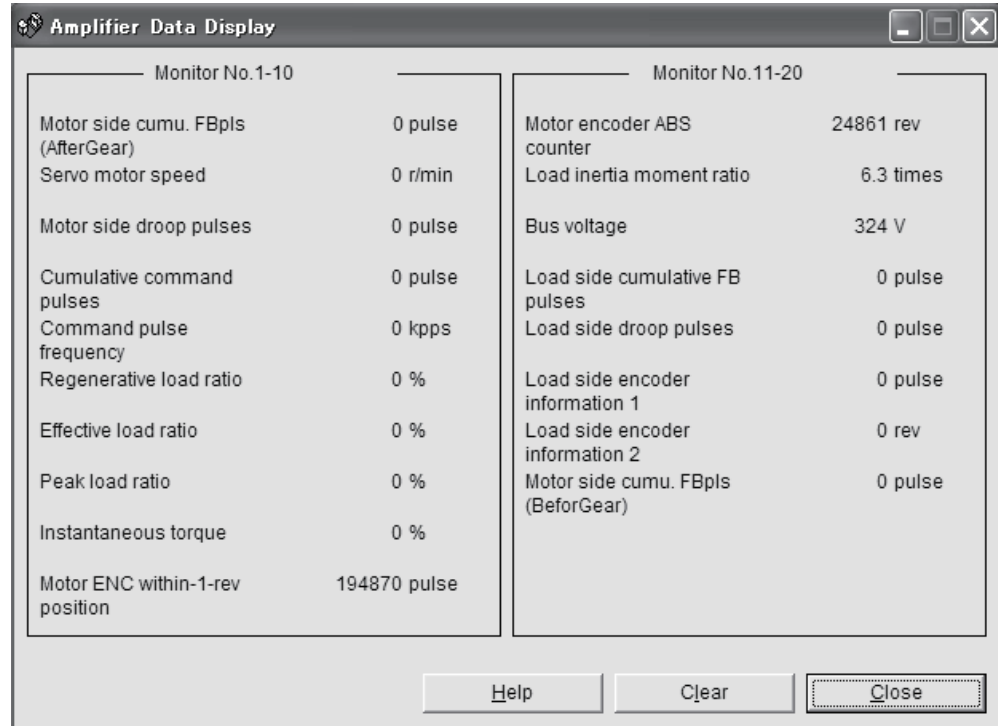 Amplifier Data Display
Monitor No.1-10
Motor side cumu. FBpls 0 pulse
(AfterGear)
Servo motor speed 0 r/min
Motor side droop pulses 0 pulse
Cumulative command 0 pulse
pulses
Command pulse 0 kpps
frequency
Regenerative load ratio 0 %
Effective load ratio 0 %
Peak load ratio 0 %
Instantaneous torque 0 %
Motor ENC within-1-rev 194870 pulse
position
Monitor No.11-20
Motor encoder ABS 24861 rev
counter
Load inertia moment ratio 6.3 times
Bus voltage 324 V
Load side cumulative FB 0 pulse
pulses
Load side droop pulses 0 pulse
Load side encoder 0 pulse
information 1
Load side encoder 0 rev
information 2
Motor side cumu. FBpls 0 pulse
(BeforGear)
Help Clear Close